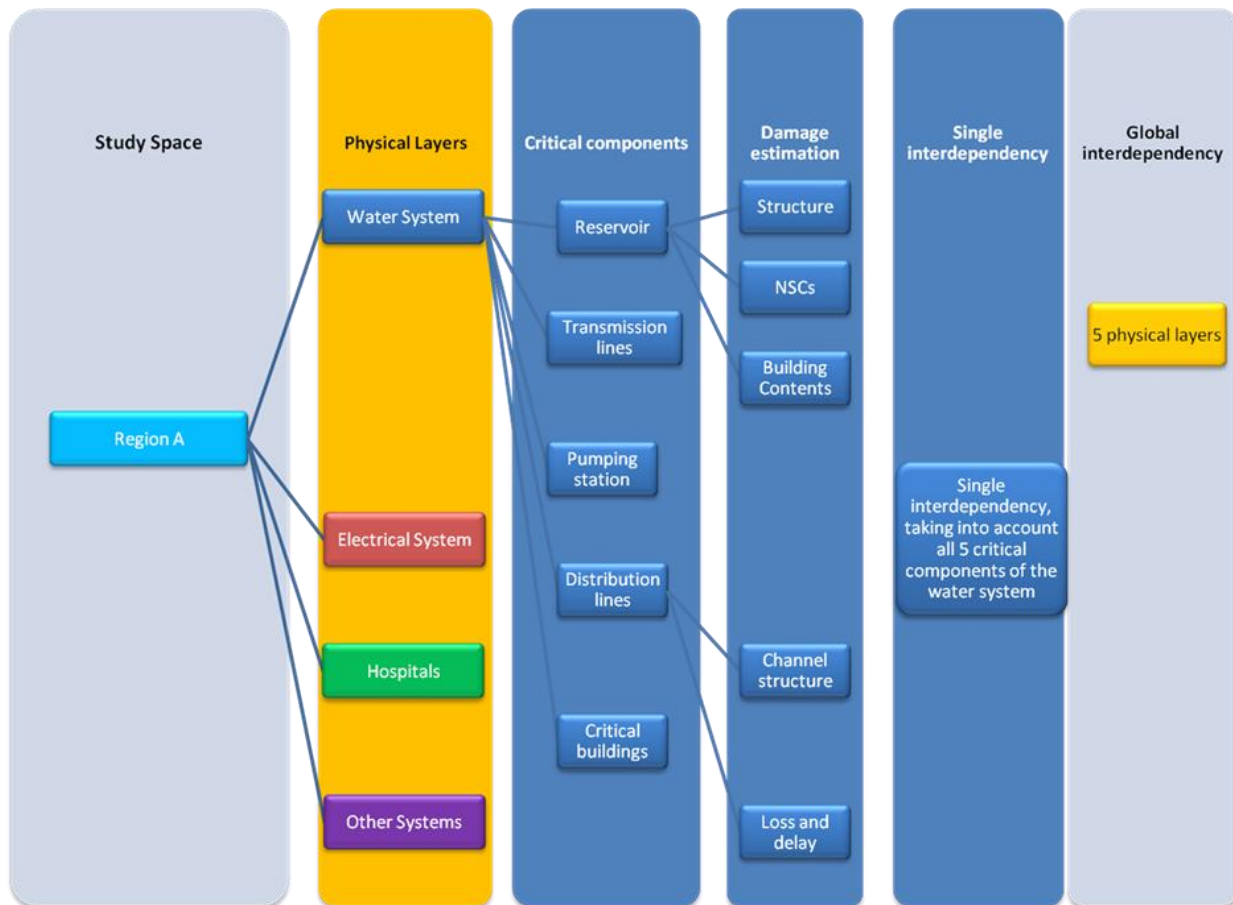 Study Space
Physical Layers
Critical components
Damage
estimation
Single
interdependency
Global
interdependency
Region A
Water System
Electrical System
Hospitals
Other Systems
Reservoir
Transmission
lines
Pumping
station
Distribution
lines
Critical
buildings
Structure
NSCs
Building
Contents
Channel
structure
Loss and
delay
Single
interdependency,
taking into account
all 5 critical
components of the
water system
5 physical layers